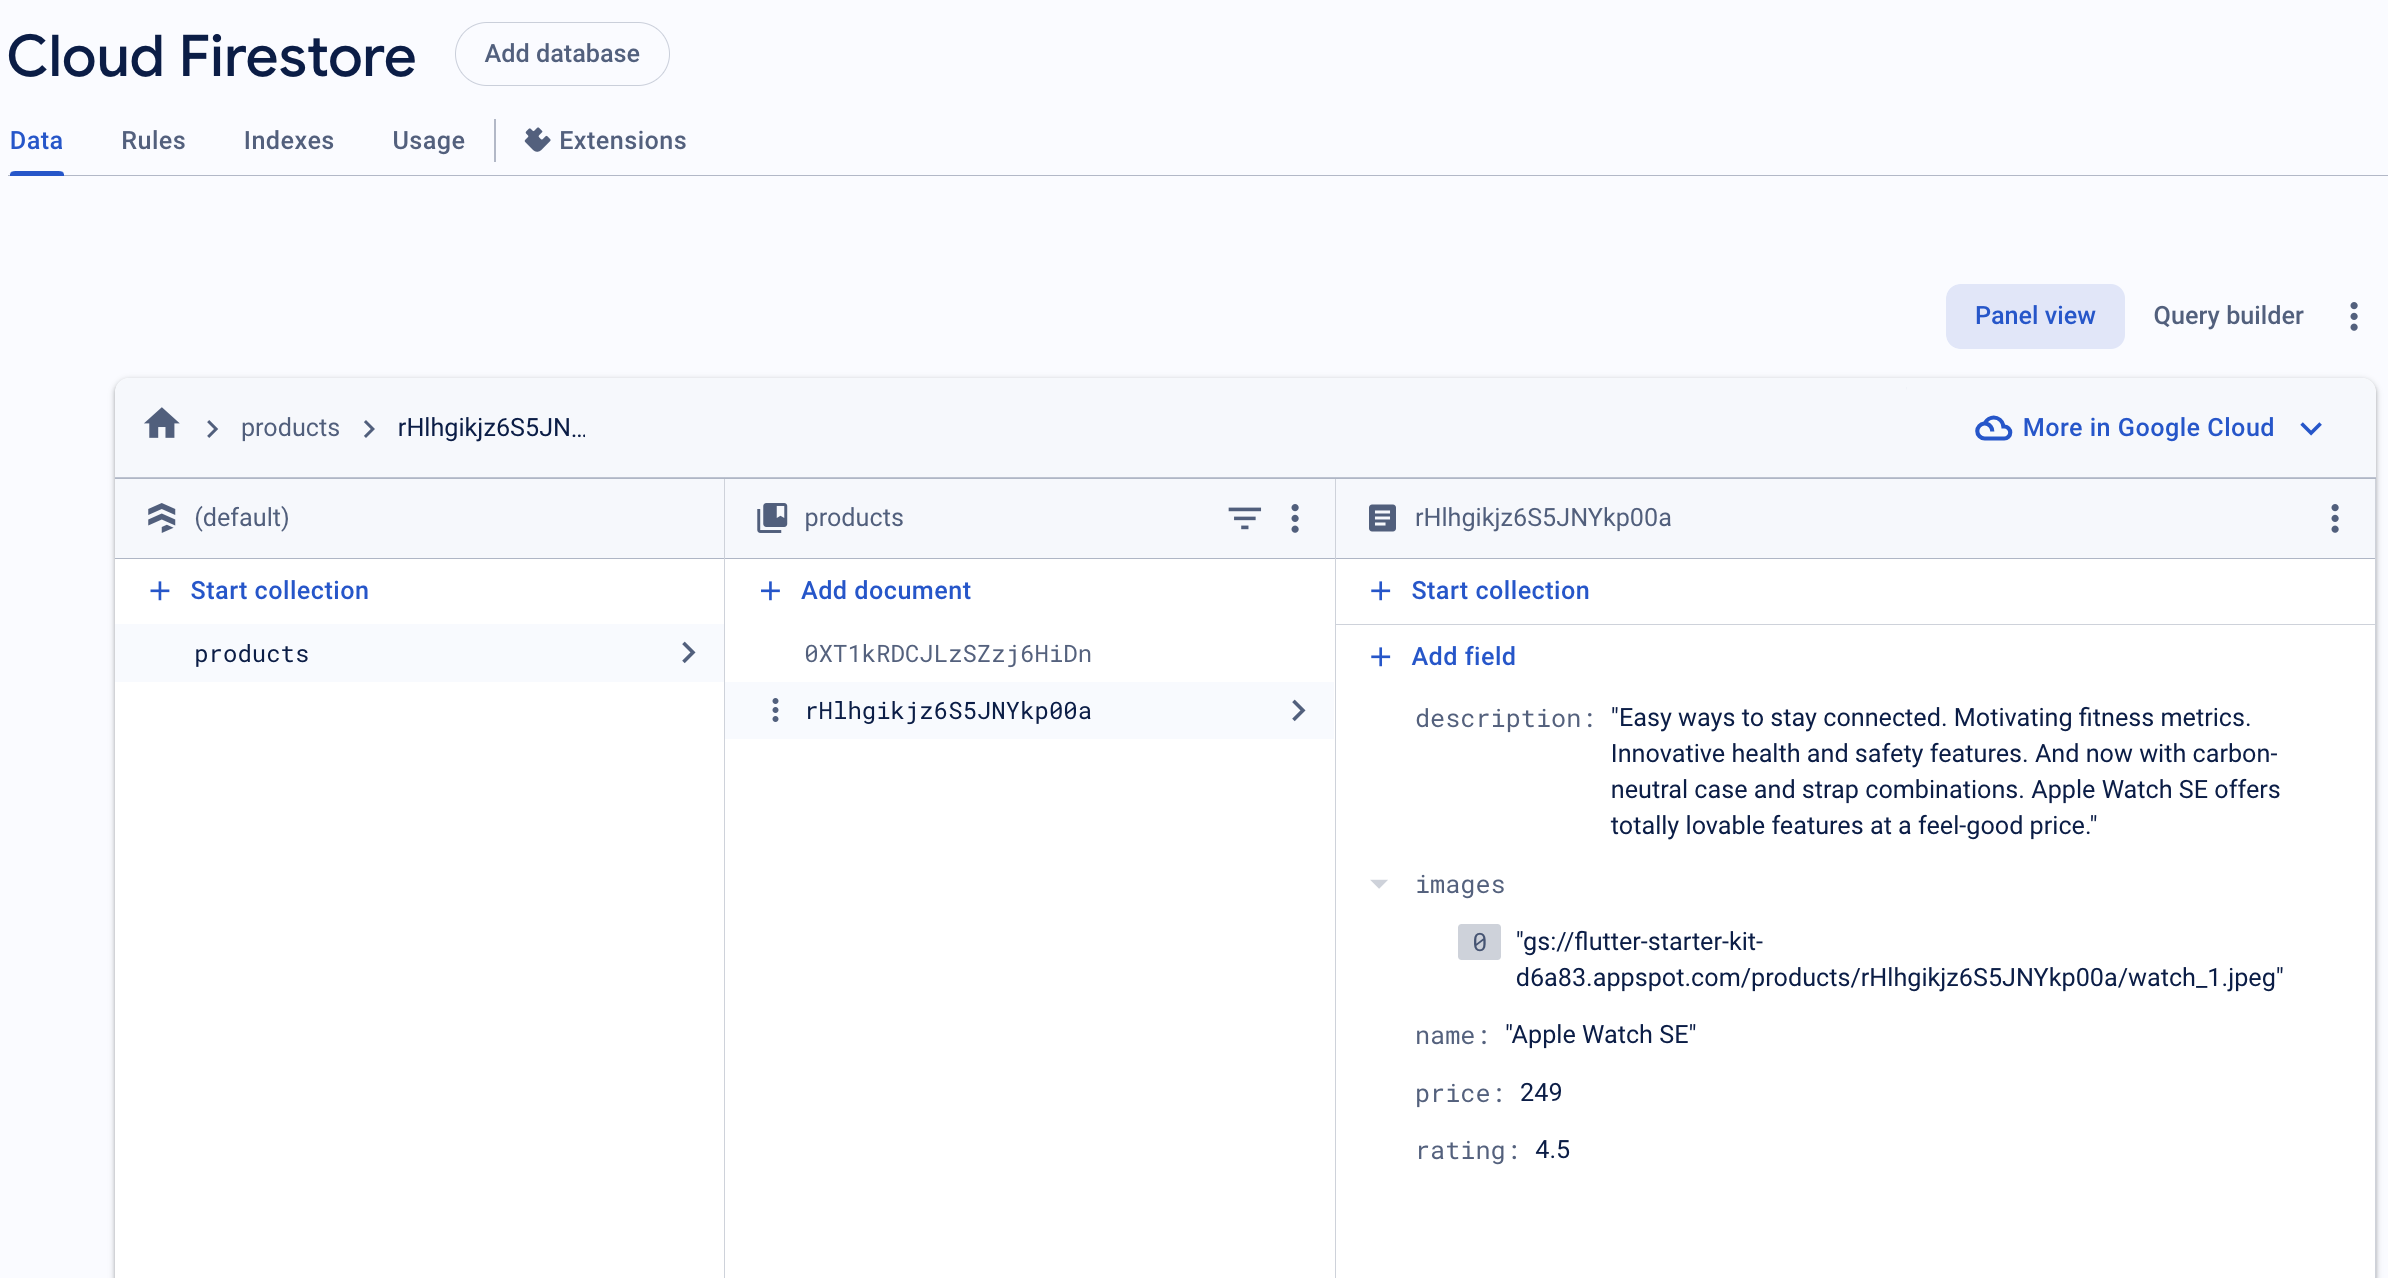 Cloud Firestore
Add database
Data
Rules
Indexes
Usage
Extensions
Panel view
Query builder
products
rHlhgikjz6S5JN...
More in Google Cloud
(default)
products
rHlhgikjz6S5JNYkp00a
Start collection
Add document
Start collection
products
0XT1kRDCJLzSZzj6HiDn
rHlhgikjz6S5JNYkp00a
Add field
description: "Easy ways to stay connected. Motivating fitness metrics.
Innovative health and safety features. And now with carbon-
neutral case and strap combinations. Apple Watch SE offers
totally lovable features at a feel-good price."
images
0 "gs://flutter-starter-kit-
d6a83.appspot.com/products/rHlhgikjz6S5JNYkp00a/watch_1.jpeg"
name: "Apple Watch SE"
price: 249
rating: 4.5